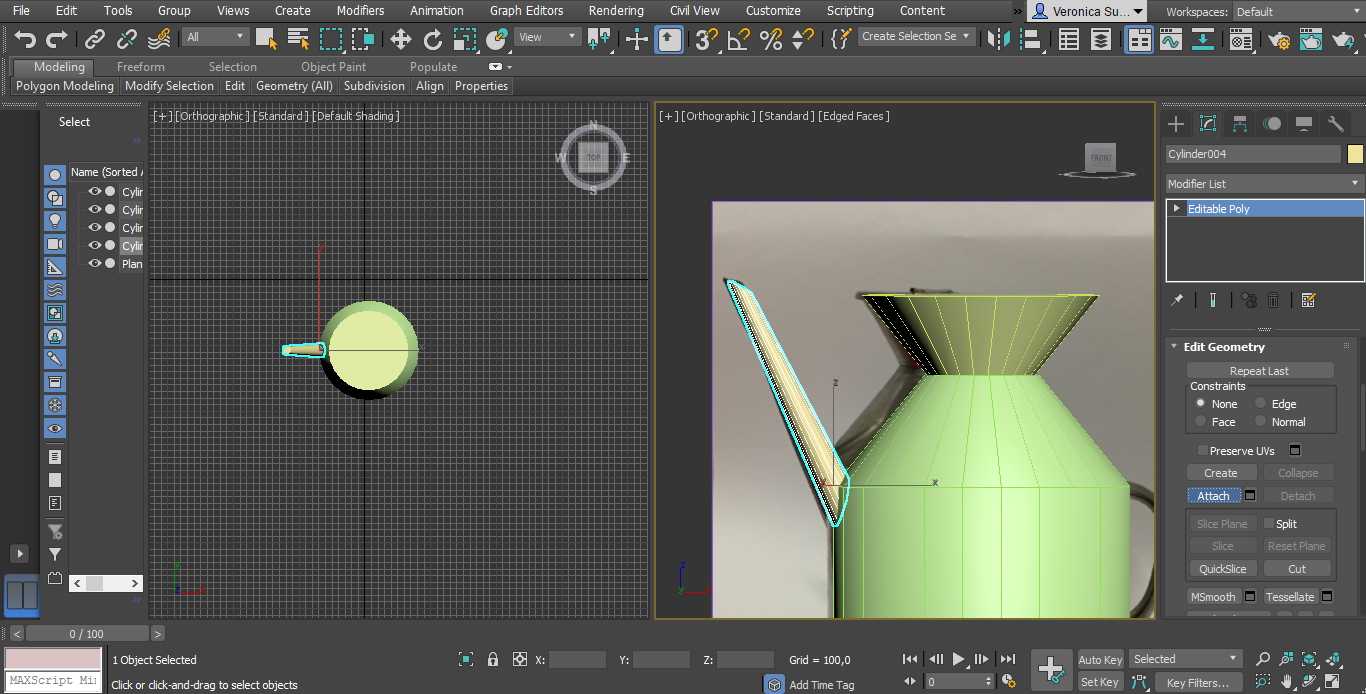 File Edit Tools Group Views Create Modifiers Animation Graph Editors Rendering Civil View Customize Scripting Content » Veronica Su... Workspaces: Default
All View Create Selection Se
Modeling Freeform Selection Object Paint Populate
Polygon Modeling Modify Selection Edit Geometry (All) Subdivision Align Properties
Select
Name (Sorted A
Cylin
Cylin
Cylin
Cylin
Plan
[+] [Orthographic] [Standard] [Default Shading]
N
W TOP E
S
[+] [Orthographic] [Standard] [Edged Faces]
FRONT
z
x
Cylinder004
Modifier List
Editable Poly
Edit Geometry
Repeat Last
Constraints
None Edge
Face Normal
Preserve UVs
Create Collapse
Attach Detach
Slice Plane Split
Slice Reset Plane
QuickSlice Cut
MSmooth Tessellate
< 0 / 100 >
1 Object Selected X: Y: Z: Grid = 100,0
Auto Key Selected
MAXScript Mi
Click or click-and-drag to select objects
Add Time Tag
0
Set Key Key Filters...